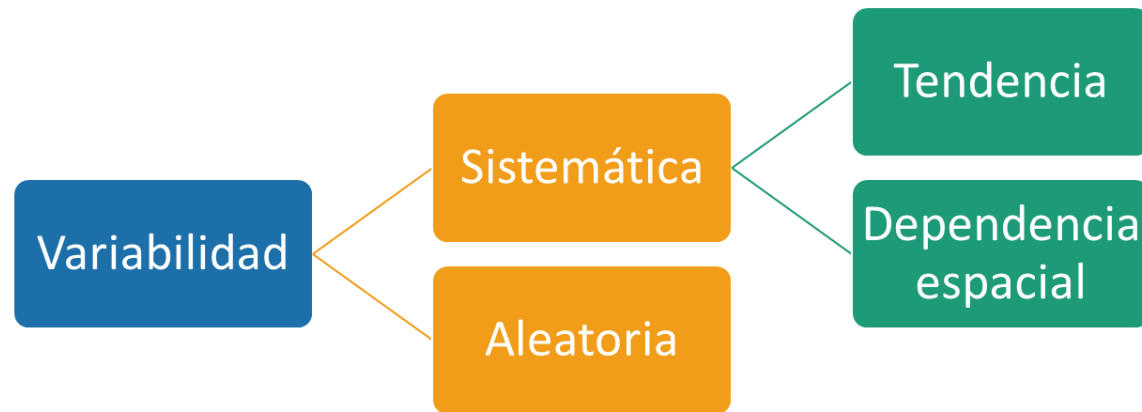 Variabilidad
Sistemática
Aleatoria
Tendencia
Dependencia
espacial